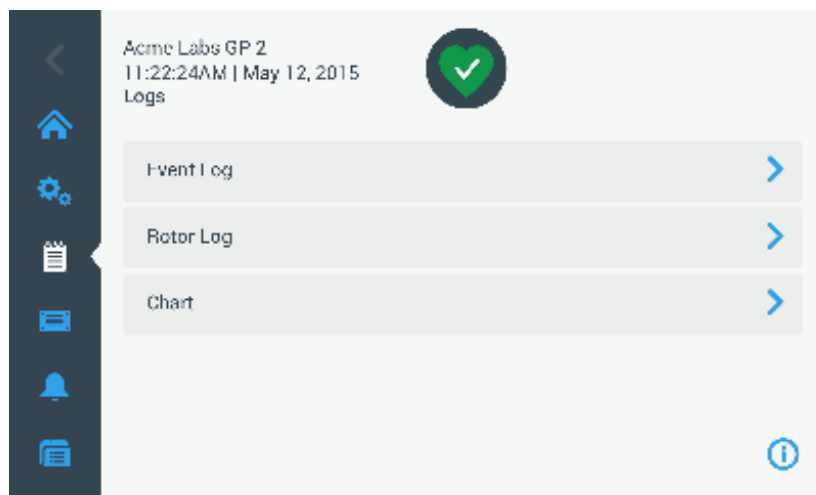 Acme Labs GP 2
11:22:24AM | May 12, 2015
Logs
Event Log
Rotor Log
Chart